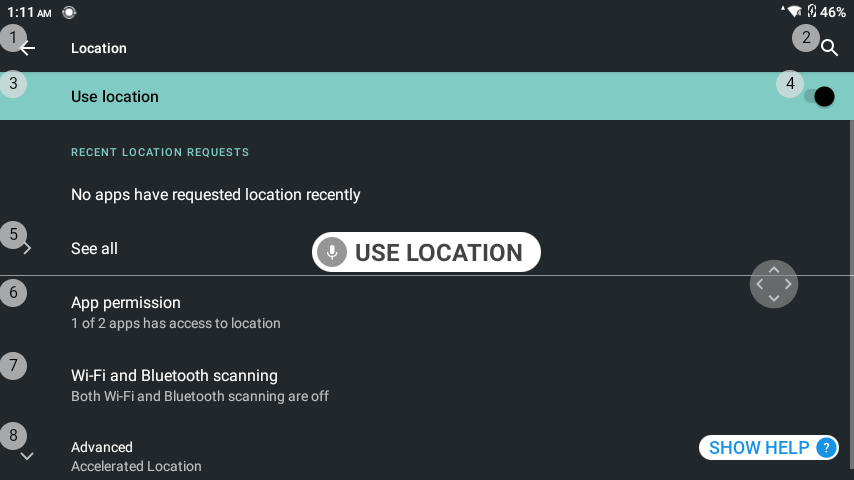 1:11 AM 46%
1 Location 2
3 Use location 4
RECENT LOCATION REQUESTS
No apps have requested location recently
5 See all
USE LOCATION
6 App permission
1 of 2 apps has access to location
7 Wi-Fi and Bluetooth scanning
Both Wi-Fi and Bluetooth scanning are off
8 Advanced
Accelerated Location
SHOW HELP ?